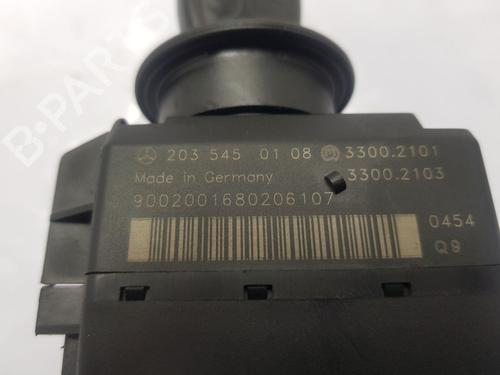 B-PARTS
203 545 01 08 3300.2101
Made in Germany 3300.2103
9002001680206107
0454
Q9